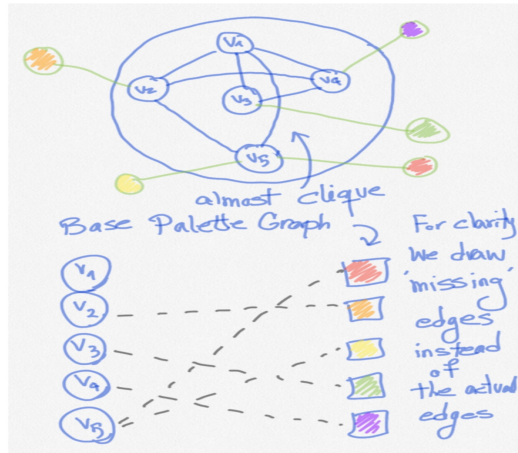 V1
V2
V4
V3
V5
almost clique
Base Palette Graph
For clarity
we draw
'missing'
edges
instead
of
the actual
edges
V1
V2
V3
V4
V5